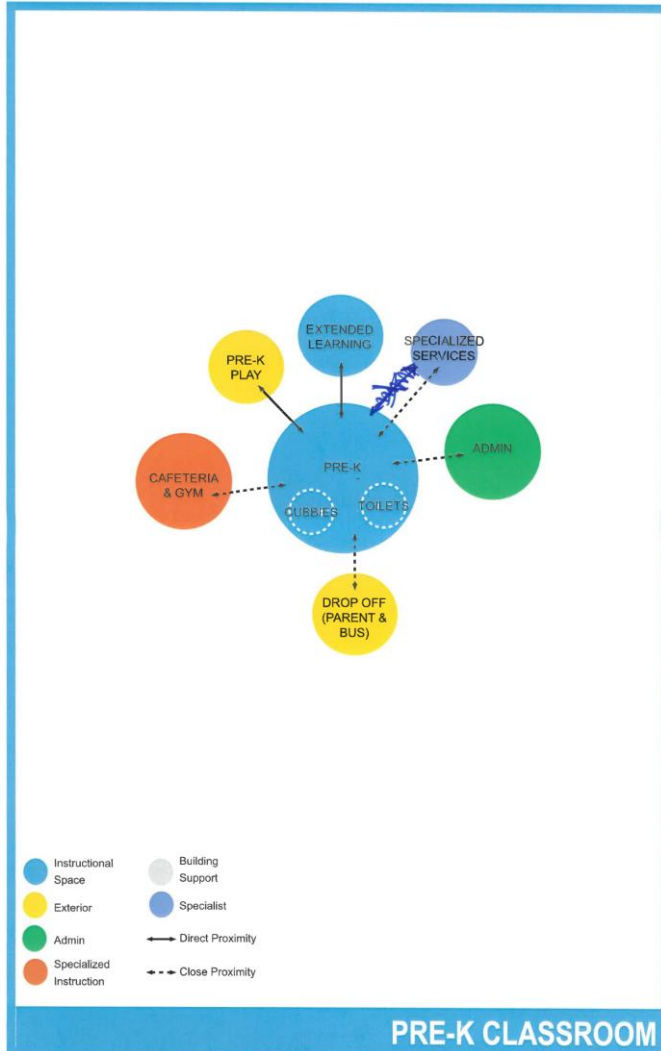 EXTENDED
LEARNING
SPECIALIZED
SERVICES
PRE-K
PLAY
ADMIN
PRE-K
CAFETERIA
& GYM
CUBBIES
TOILETS
DROP OFF
(PARENT &
BUS)
Instructional
Space
Building
Support
Exterior
Specialist
Admin
Direct Proximity
Specialized
Instruction
Close Proximity
PRE-K CLASSROOM